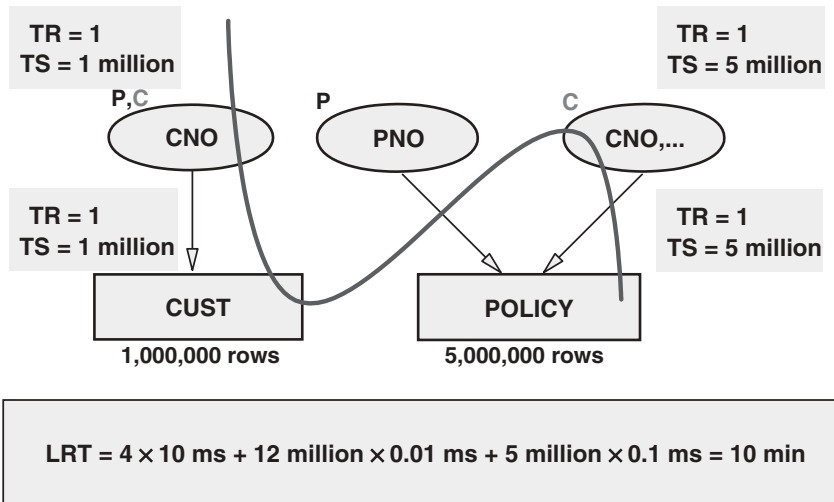 TR = 1
TS = 1 million
TR = 1
TS = 5 million
P,C
P
C
CNO
PNO
CNO,...
TR = 1
TS = 1 million
TR = 1
TS = 5 million
CUST
POLICY
1,000,000 rows
5,000,000 rows
LRT = 4 × 10 ms + 12 million × 0.01 ms + 5 million × 0.1 ms = 10 min